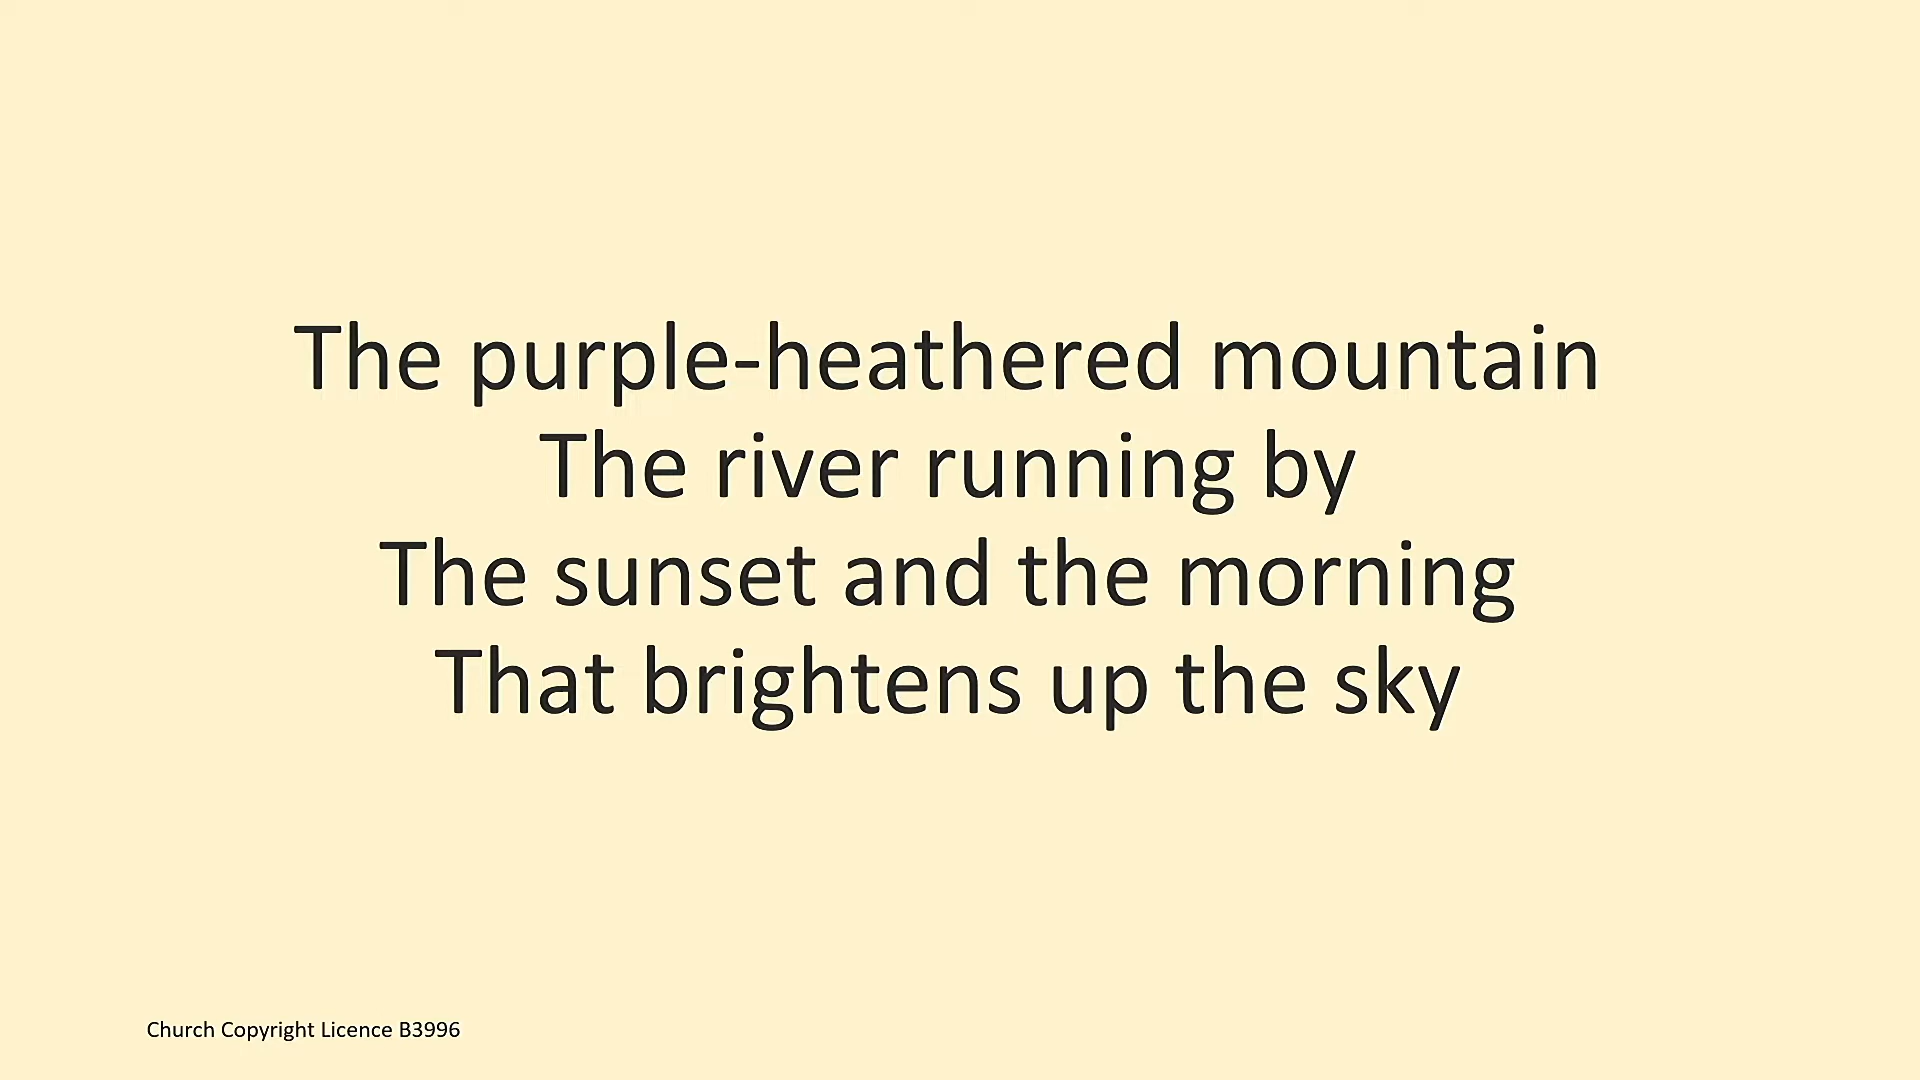 The purple-heathered mountain
The river running by
The sunset and the morning
That brightens up the sky
Church Copyright Licence B3996